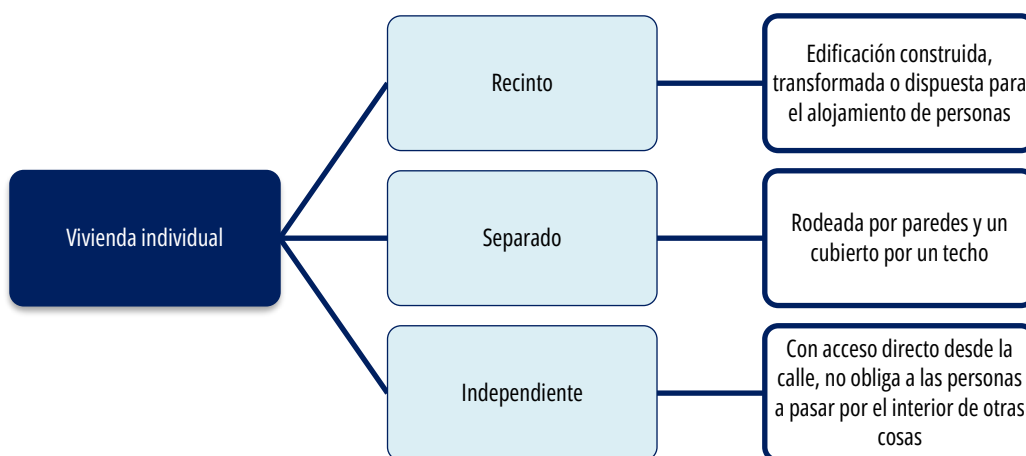 Vivienda individual
Recinto
Edificación construida,
transformada o dispuesta para
el alojamiento de personas
Separado
Rodeada por paredes y un
cubierto por un techo
Independiente
Con acceso directo desde la
calle, no obliga a las personas
a pasar por el interior de otras
cosas